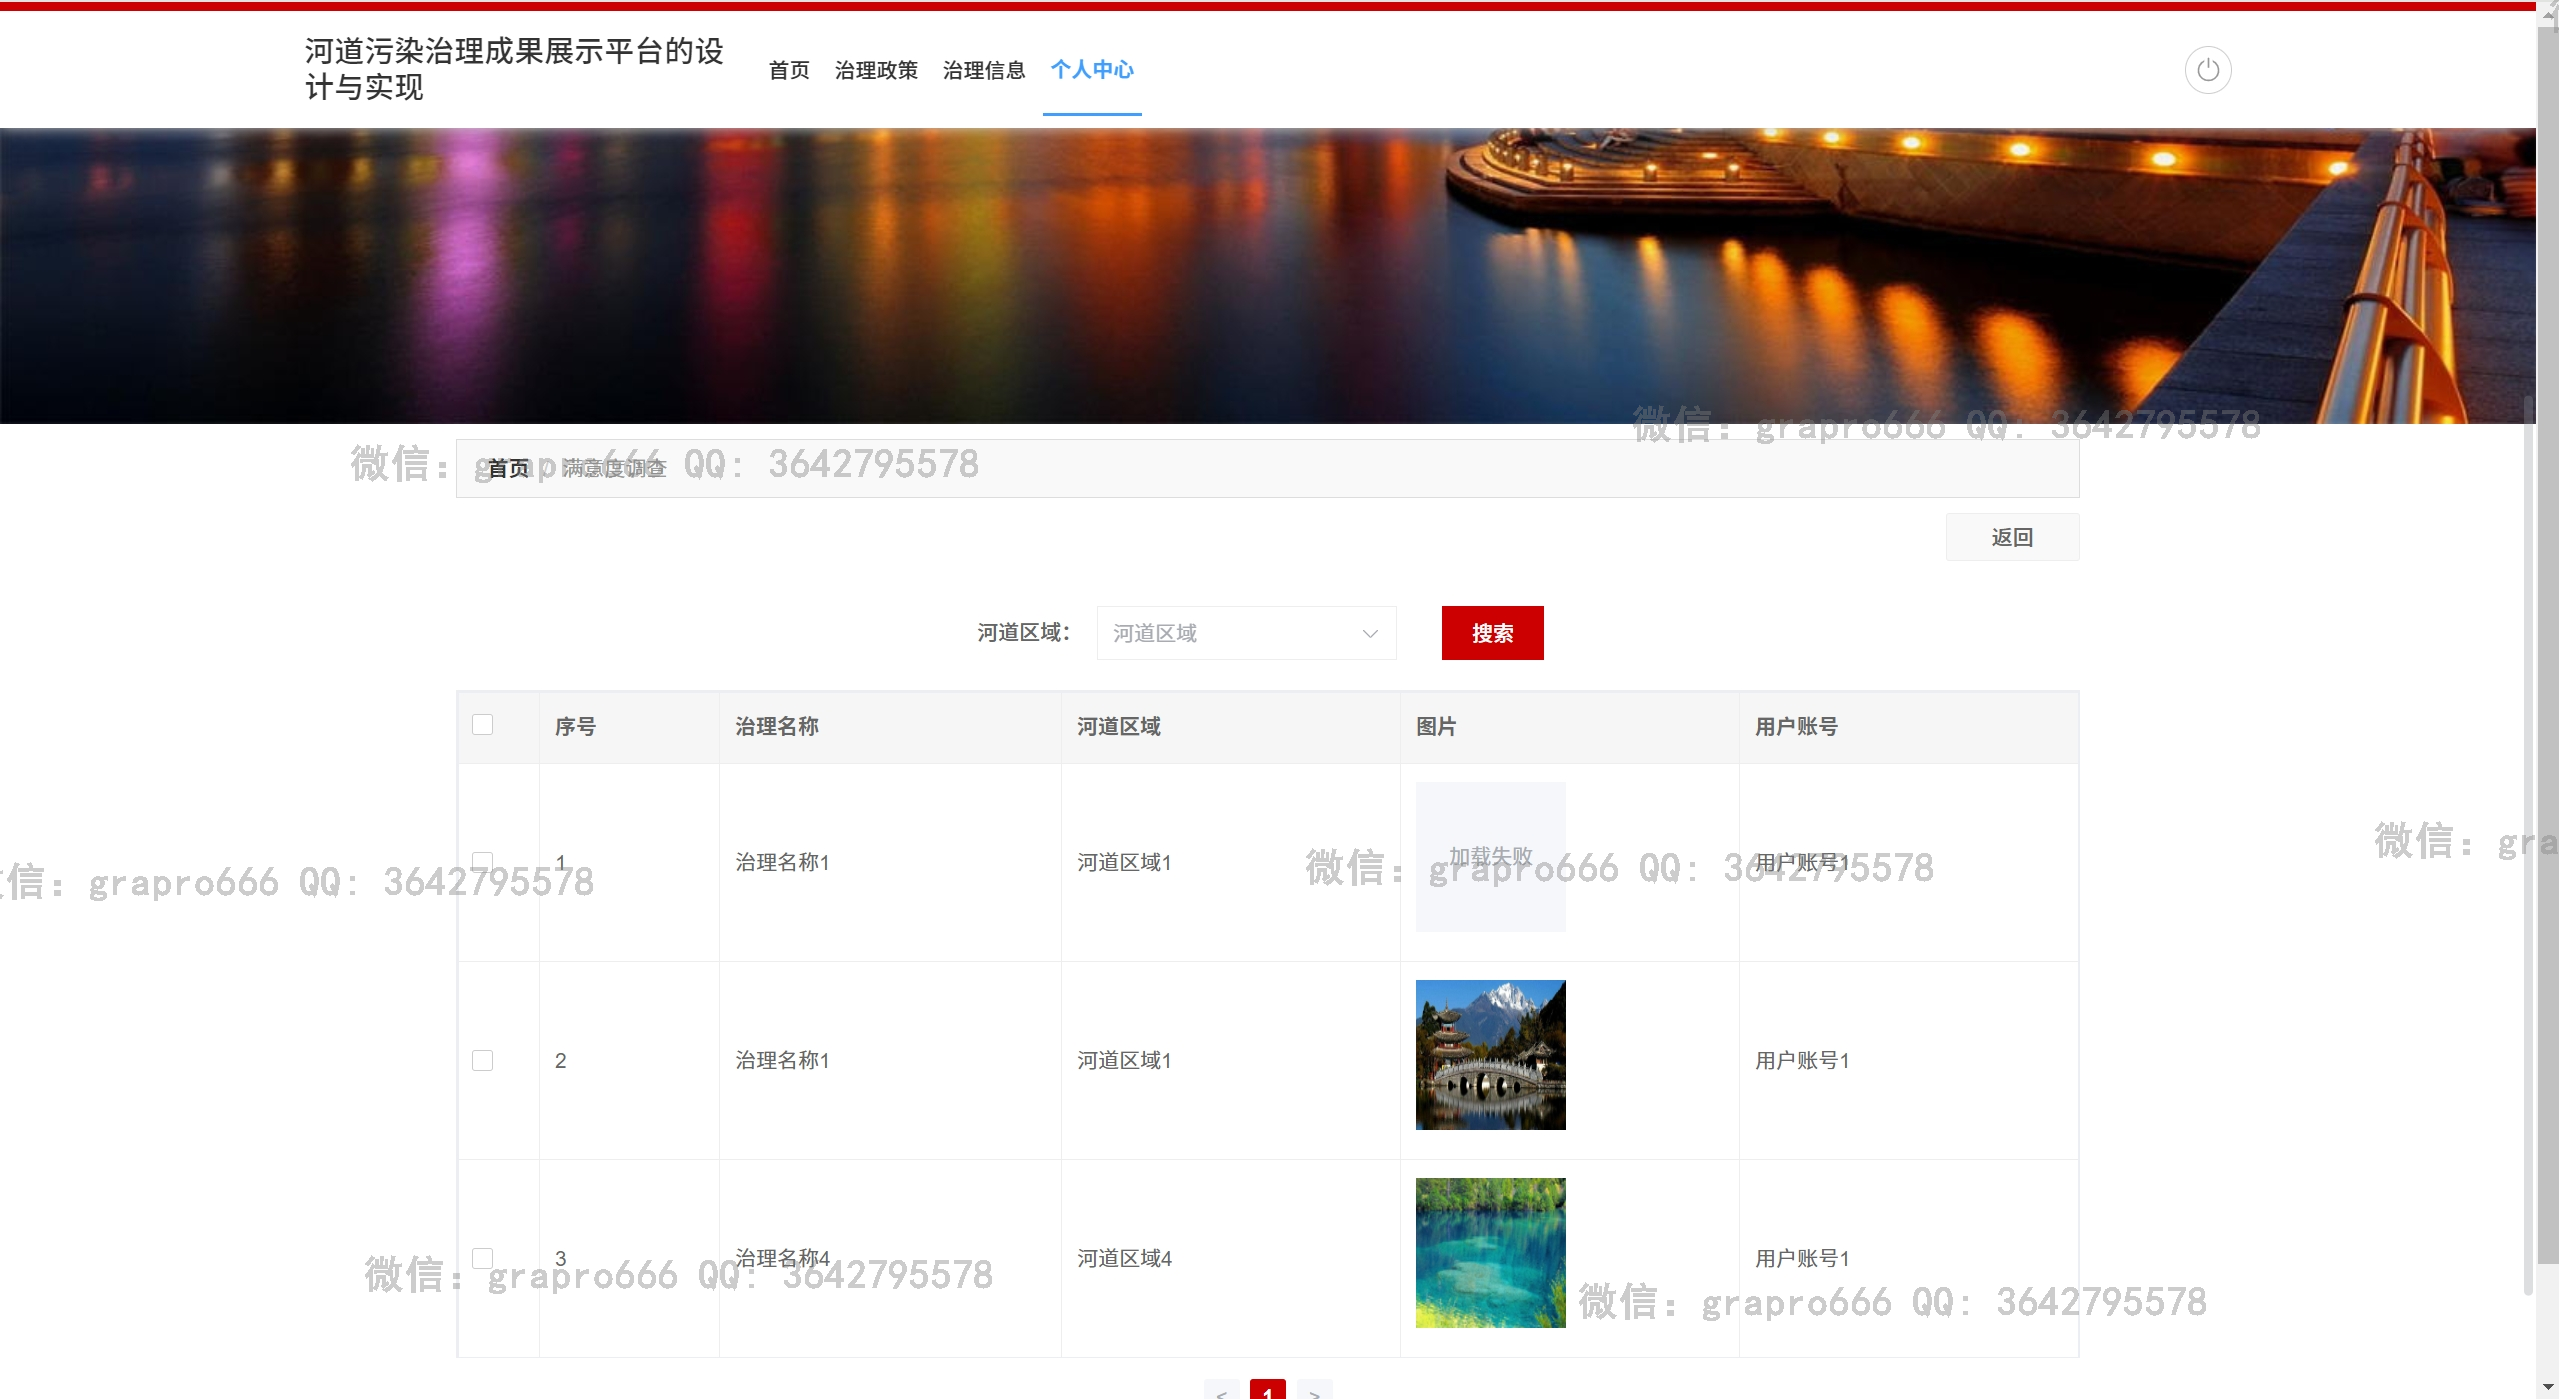 河道污染治理成果展示平台的设
计与实现
首页 治理政策 治理信息 个人中心
微信：grapro666 QQ：3642795578
微信：grapro666 QQ：3642795578
首页 满意度调查
返回
河道区域： 河道区域 搜索
序号 治理名称 河道区域 图片 用户账号
微信：gra
1 治理名称1 河道区域1 加载失败 用户账号1
信：grapro666 QQ：3642795578
微信：grapro666 QQ：3642795578
2 治理名称1 河道区域1 用户账号1
3 治理名称4 河道区域4 用户账号1
微信：grapro666 QQ：3642795578
微信：grapro666 QQ：3642795578
< 1 >